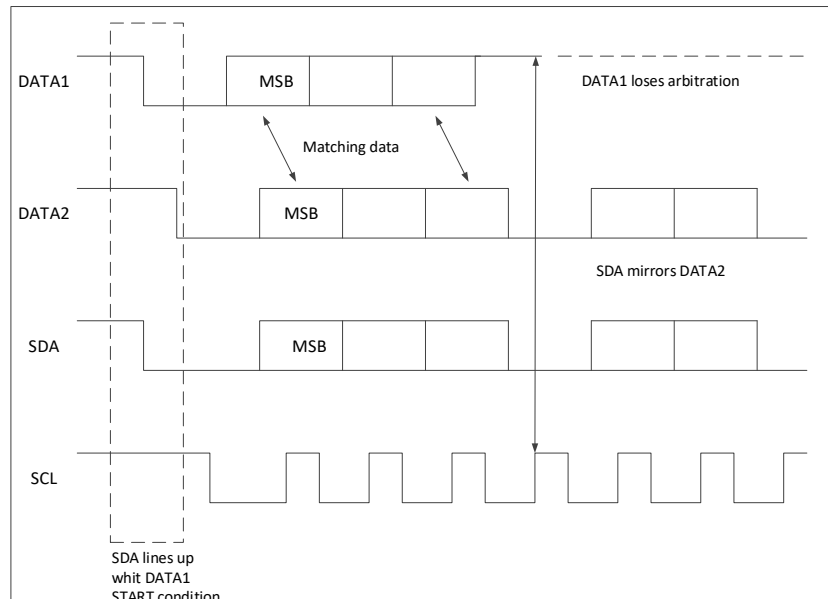 DATA1
MSB
DATA1 loses arbitration
Matching data
DATA2
MSB
SDA mirrors DATA2
SDA
MSB
SCL
SDA lines up
whit DATA1
START condition